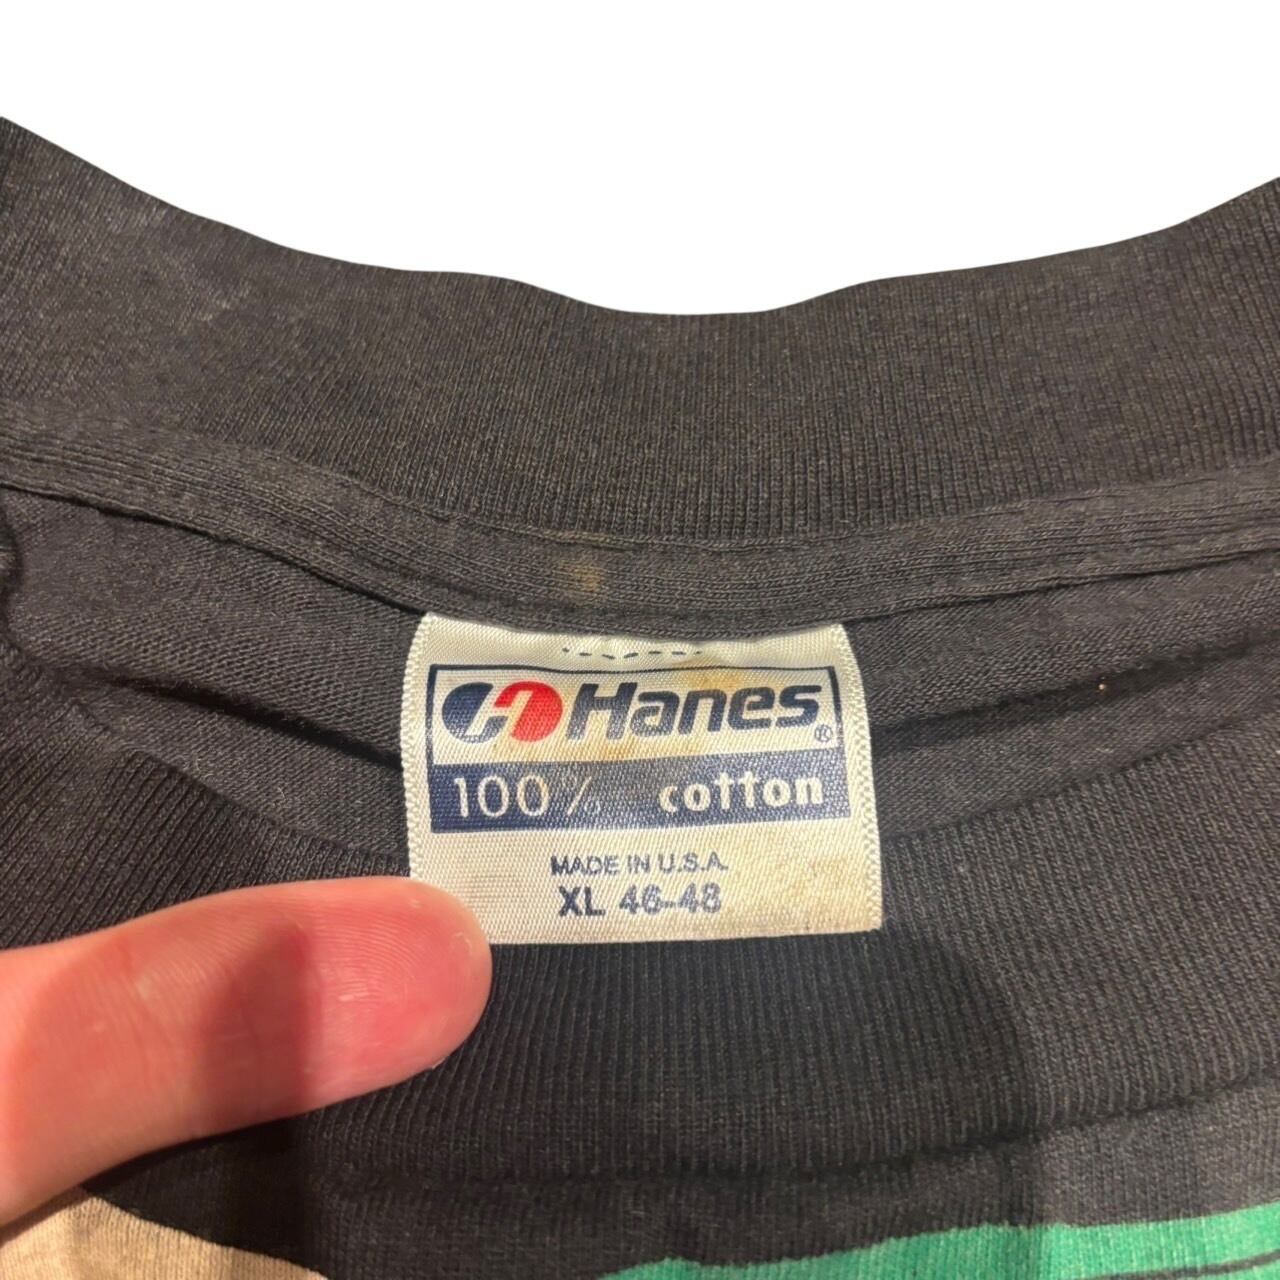 Hanes®
100% cotton
MADE IN U.S.A.
XL 46-48